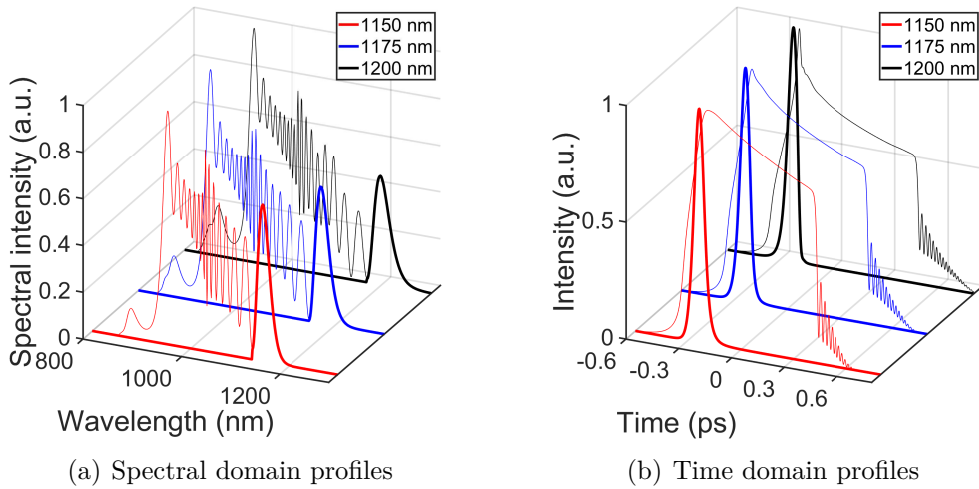 1150 nm
1175 nm
1200 nm
Spectral intensity (a.u.)
1
0.8
0.6
0.4
0.2
0
800
1000
1200
Wavelength (nm)
(a) Spectral domain profiles
1150 nm
1175 nm
1200 nm
Intensity (a.u.)
1
0.5
0
-0.6
-0.3
0
0.3
0.6
Time (ps)
(b) Time domain profiles